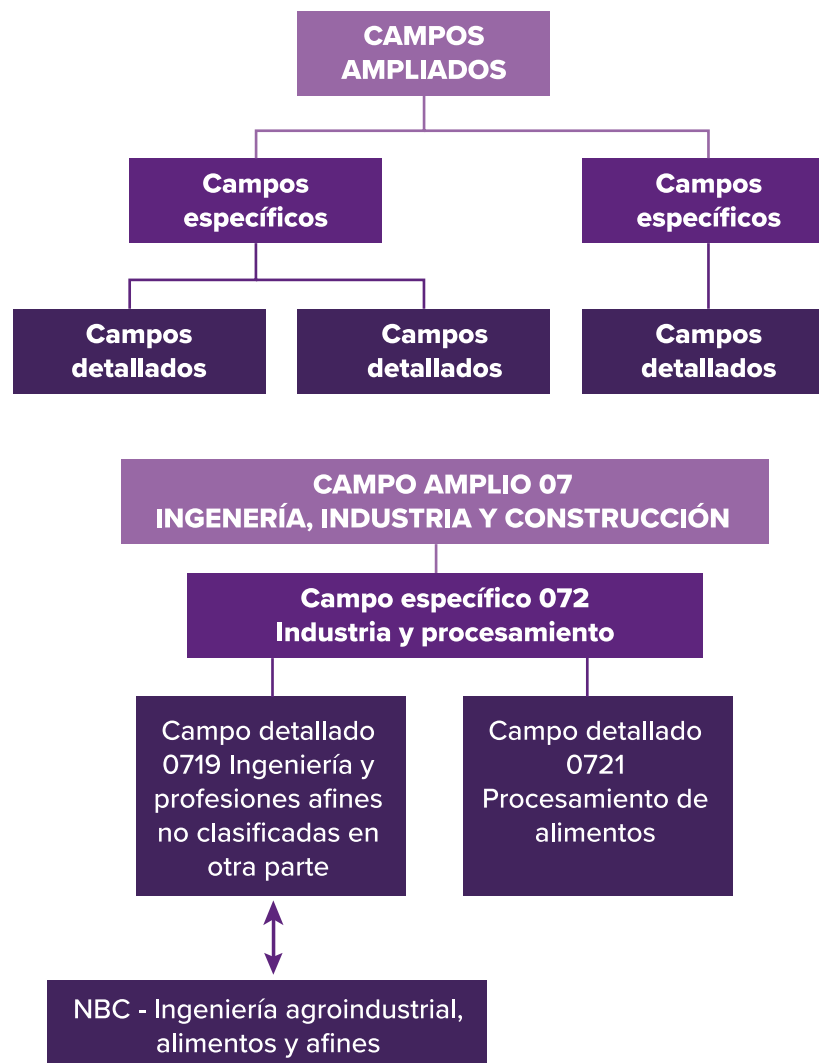 CAMPOS
AMPLIADOS
Campos
específicos
Campos
específicos
Campos
detallados
Campos
detallados
Campos
detallados
CAMPO AMPLIO 07
INGENERÍA, INDUSTRIA Y CONSTRUCCIÓN
Campo específico 072
Industria y procesamiento
Campo detallado
0719 Ingeniería y
profesiones afines
no clasificadas en
otra parte
Campo detallado
0721
Procesamiento de
alimentos
NBC - Ingeniería agroindustrial,
alimentos y afines